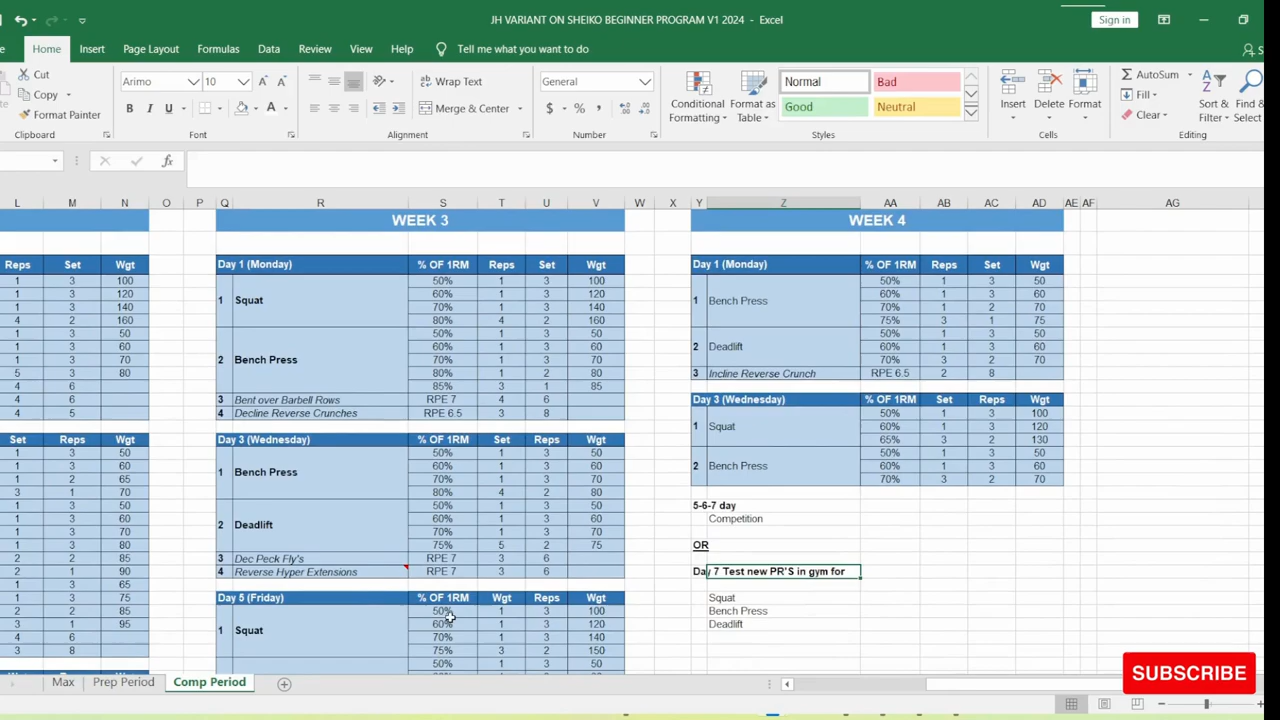 JH VARIANT ON SHEIKO BEGINNER PROGRAM V1 2024 - Excel
Sign in
Home Insert Page Layout Formulas Data Review View Help Tell me what you want to do
Cut
Copy
Format Painter
Clipboard
Arimo 10
B I U
Font
Wrap Text
Merge & Center
Alignment
General
$ % ,
Number
Conditional Formatting
Format as Table
Normal Bad
Good Neutral
Styles
Insert Delete Format
Cells
AutoSum
Fill
Clear
Sort & Filter
Find & Select
Editing
fx
L M N O P Q R S T U V W X Y Z AA AB AC AD AE AF AG
Reps Set Wgt
1 3 100
1 3 120
1 3 140
4 2 160
1 3 50
1 3 60
1 3 70
5 3 80
4 6
4 6
4 5
Set Reps Wgt
1 3 50
1 3 60
1 2 65
3 1 70
1 3 50
1 3 60
1 3 70
1 3 80
2 2 85
2 1 90
1 3 65
1 3 75
2 2 85
3 1 95
4 6
3 8
WEEK 3
Day 1 (Monday) % OF 1RM Reps Set Wgt
1 Squat
50% 1 3 100
60% 1 3 120
70% 1 3 140
80% 4 2 160
2 Bench Press
50% 1 3 50
60% 1 3 60
70% 1 3 70
80% 1 2 80
85% 3 1 85
3 Bent over Barbell Rows RPE 7 4 6
4 Decline Reverse Crunches RPE 6.5 3 8
Day 3 (Wednesday) % OF 1RM Set Reps Wgt
1 Bench Press
50% 1 3 50
60% 1 3 60
70% 1 3 70
80% 4 2 80
2 Deadlift
50% 1 3 50
60% 1 3 60
70% 1 3 70
75% 5 2 75
3 Dec Peck Fly's RPE 7 3 6
4 Reverse Hyper Extensions RPE 7 3 6
Day 5 (Friday) % OF 1RM Wgt Reps Wgt
1 Squat
50% 1 3 100
60% 1 3 120
70% 1 3 140
75% 3 2 150
50% 1 3 50
WEEK 4
Day 1 (Monday) % OF 1RM Reps Set Wgt
1 Bench Press
50% 1 3 50
60% 1 3 60
70% 1 2 70
75% 3 1 75
2 Deadlift
50% 1 3 50
60% 1 3 60
70% 3 2 70
3 Incline Reverse Crunch RPE 6.5 2 8
Day 3 (Wednesday) % OF 1RM Set Reps Wgt
1 Squat
50% 1 3 100
60% 1 3 120
65% 3 2 130
2 Bench Press
50% 1 3 50
60% 1 3 60
70% 3 2 70
5-6-7 day
Competition
OR
Day 7 Test new PR'S in gym for
Squat
Bench Press
Deadlift
SUBSCRIBE
Max Prep Period Comp Period